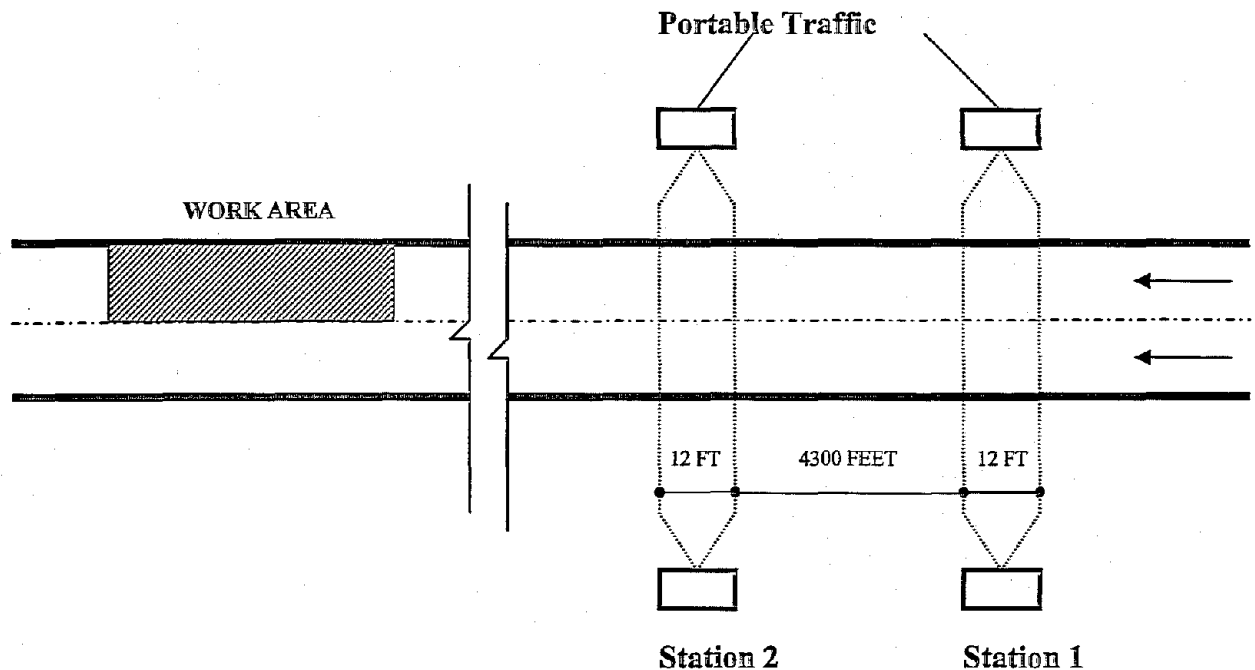 Portable Traffic
WORK AREA
12 FT 4300 FEET 12 FT
Station 2 Station 1